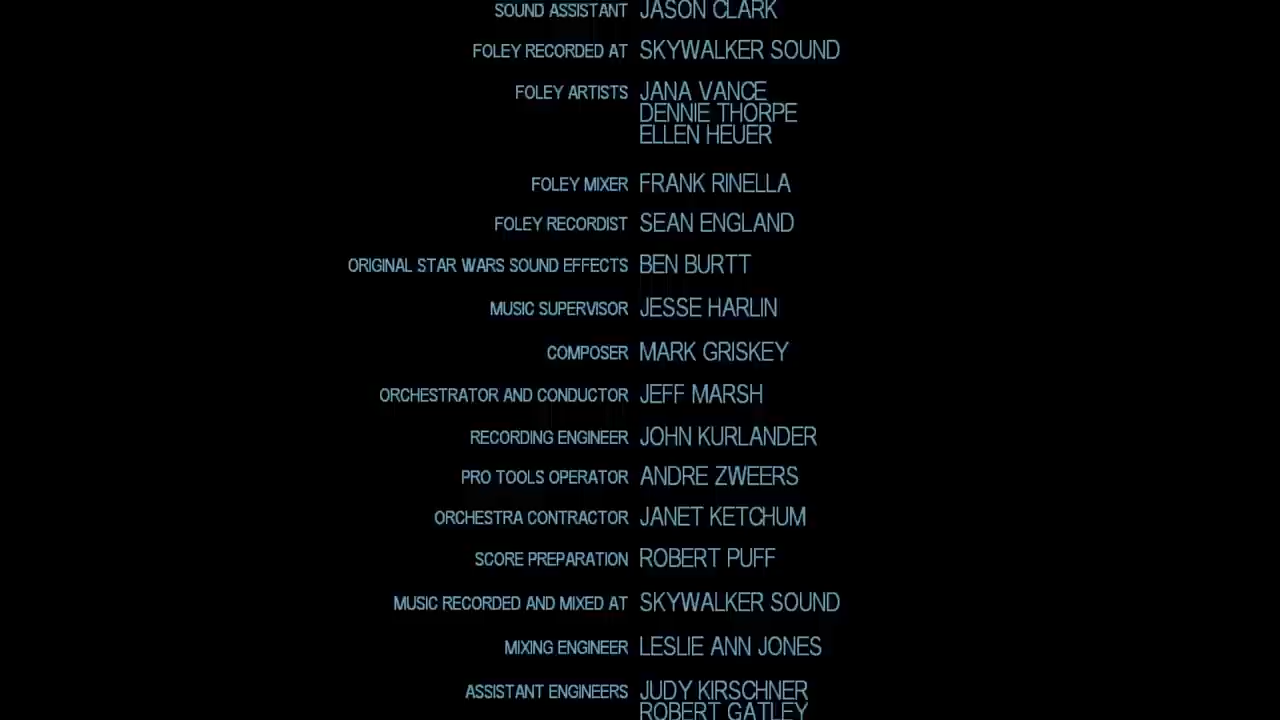 SOUND ASSISTANT JASON CLARK
FOLEY RECORDED AT SKYWALKER SOUND
FOLEY ARTISTS JANA VANCE
DENNIE THORPE
ELLEN HEUER
FOLEY MIXER FRANK RINELLA
FOLEY RECORDIST SEAN ENGLAND
ORIGINAL STAR WARS SOUND EFFECTS BEN BURTT
MUSIC SUPERVISOR JESSE HARLIN
COMPOSER MARK GRISKEY
ORCHESTRATOR AND CONDUCTOR JEFF MARSH
RECORDING ENGINEER JOHN KURLANDER
PRO TOOLS OPERATOR ANDRE ZWEERS
ORCHESTRA CONTRACTOR JANET KETCHUM
SCORE PREPARATION ROBERT PUFF
MUSIC RECORDED AND MIXED AT SKYWALKER SOUND
MIXING ENGINEER LESLIE ANN JONES
ASSISTANT ENGINEERS JUDY KIRSCHNER
ROBERT GATLEY